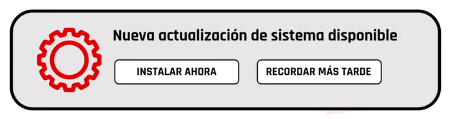 Nueva actualización de sistema disponible
INSTALAR AHORA
RECORDAR MÁS TARDE